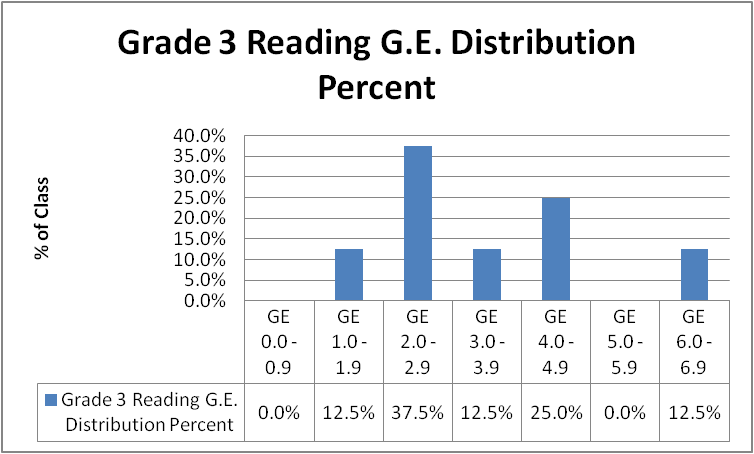 Grade 3 Reading G.E. Distribution
Percent
% of Class
40.0%
35.0%
30.0%
25.0%
20.0%
15.0%
10.0%
5.0%
0.0%
GE 0.0 - 0.9
GE 1.0 - 1.9
GE 2.0 - 2.9
GE 3.0 - 3.9
GE 4.0 - 4.9
GE 5.0 - 5.9
GE 6.0 - 6.9
Grade 3 Reading G.E.
Distribution Percent
0.0% 12.5% 37.5% 12.5% 25.0% 0.0% 12.5%